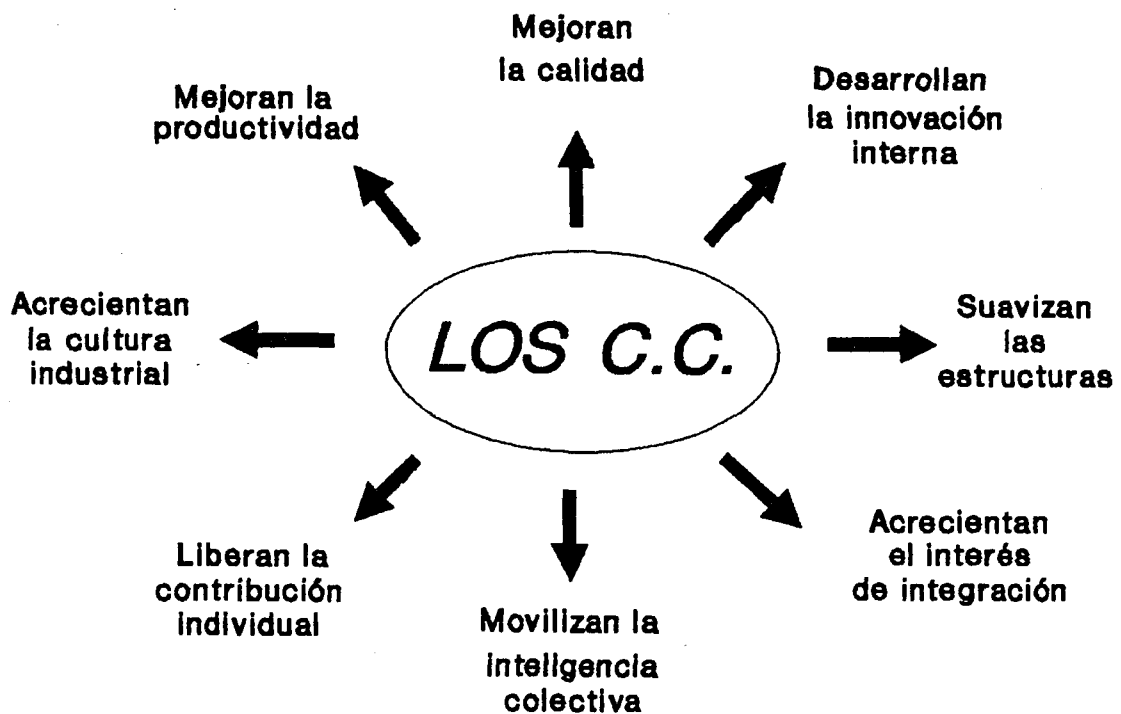 Mejoran
la calidad
Desarrollan
la innovación
interna
Mejoran la
productividad
Acrecientan
la cultura
industrial
LOS C.C.
Suavizan
las
estructuras
Liberan la
contribución
individual
Movilizan la
inteligencia
colectiva
Acrecientan
el interés
de integración